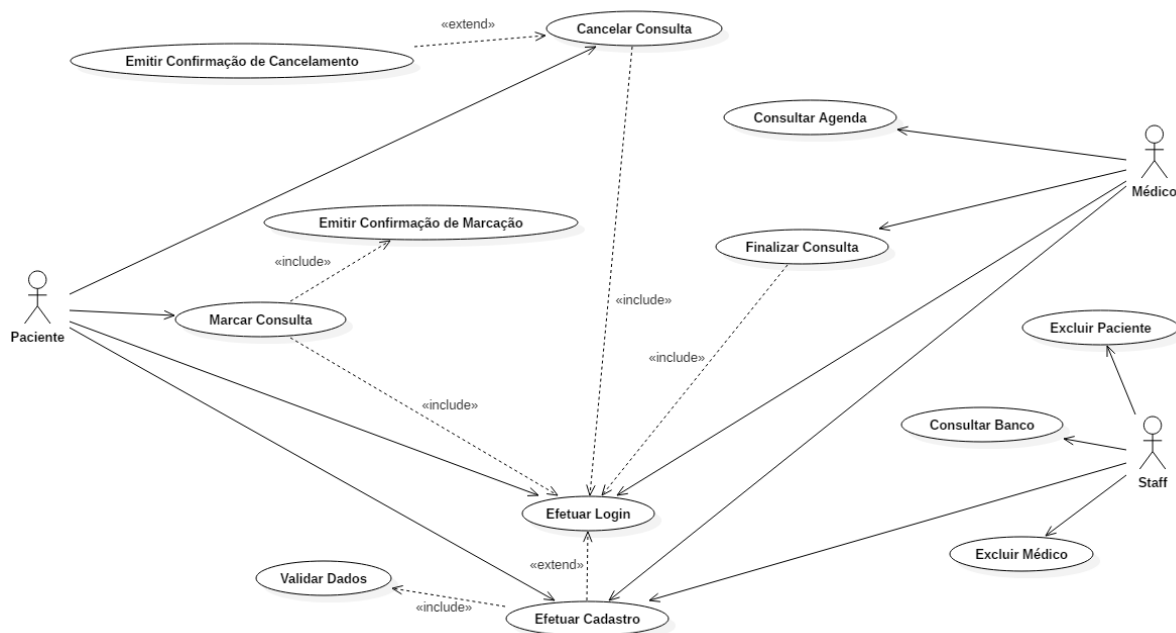 «extend»
Cancelar Consulta
Emitir Confirmação de Cancelamento
Consultar Agenda
Médico
Emitir Confirmação de Marcação
Finalizar Consulta
«include»
«include»
Marcar Consulta
Paciente
Excluir Paciente
«include»
«include»
Consultar Banco
Staff
Efetuar Login
Excluir Médico
«extend»
Validar Dados
«include»
Efetuar Cadastro